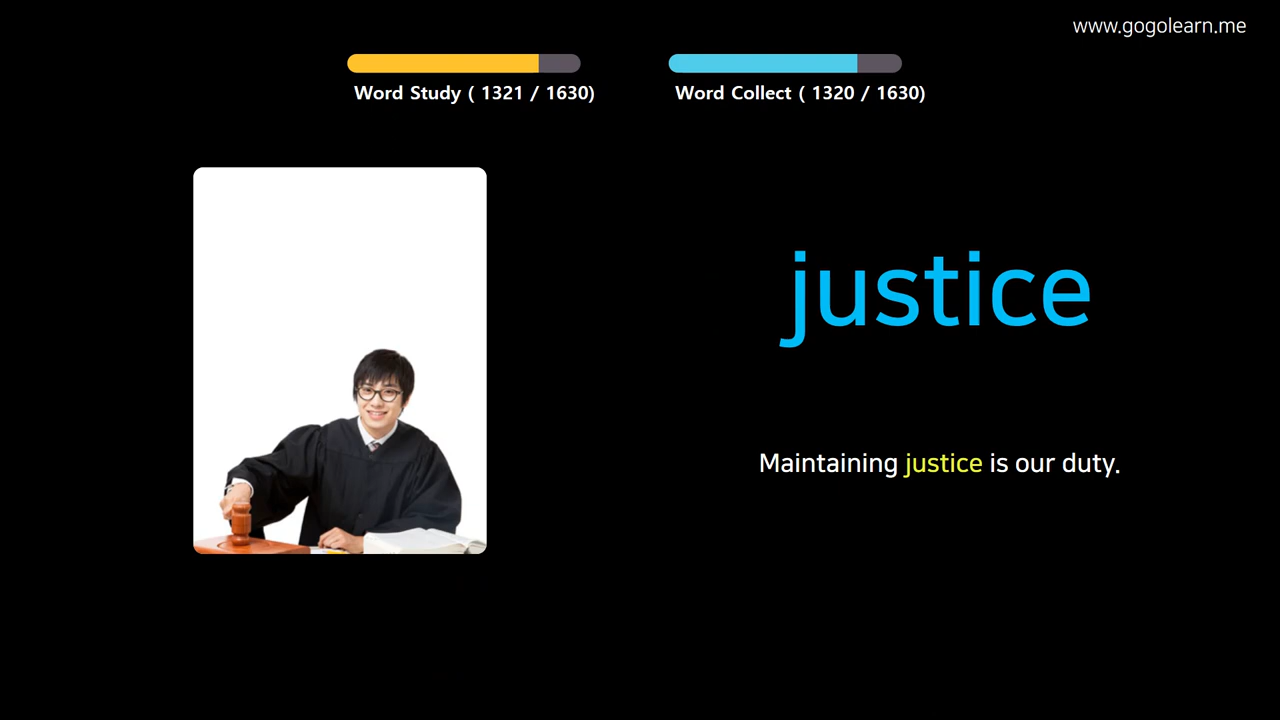 www.gogolearn.me
Word Study ( 1321 / 1630)
Word Collect ( 1320 / 1630)
justice
Maintaining justice is our duty.